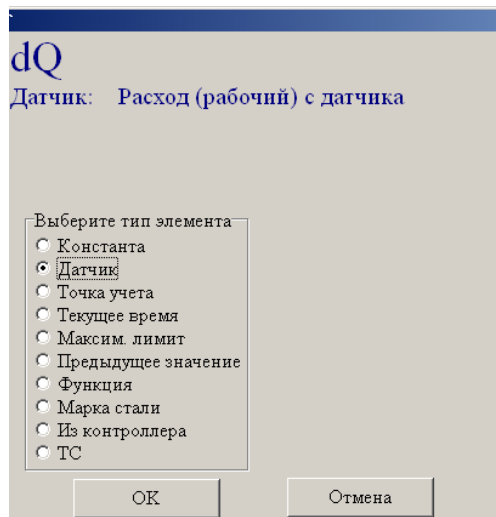 dQ
Датчик: Расход (рабочий) с датчика
Выберите тип элемента
Константа
Датчик
Точка учета
Текущее время
Максим. лимит
Предыдущее значение
Функция
Марка стали
Из контроллера
ТС
OK Отмена